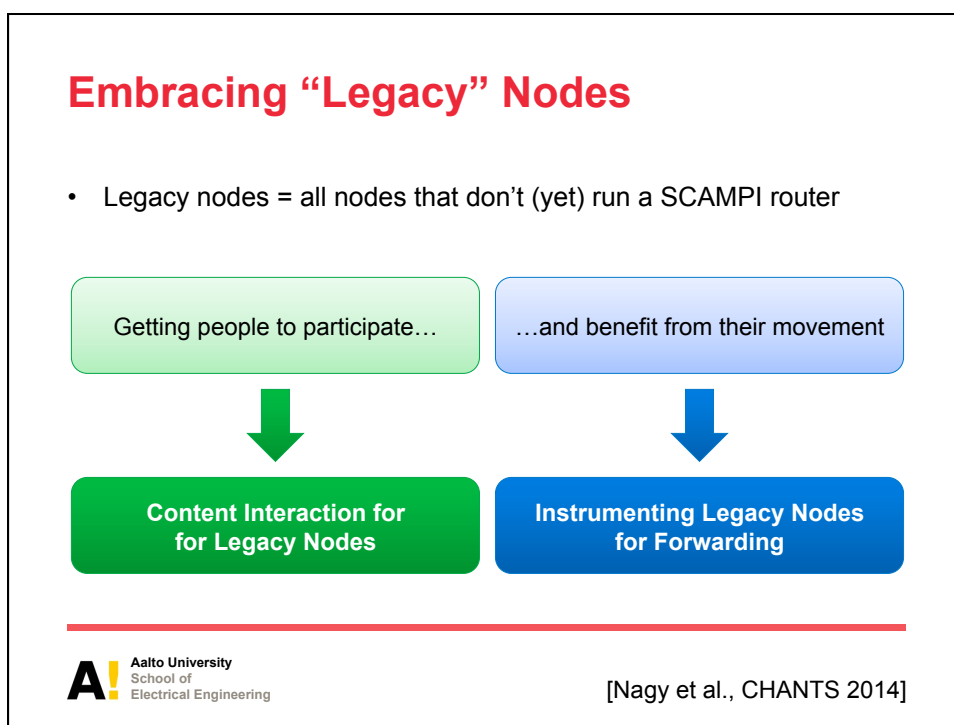 Embracing “Legacy” Nodes
• Legacy nodes = all nodes that don’t (yet) run a SCAMPI router
Getting people to participate…
…and benefit from their movement
Content Interaction for
for Legacy Nodes
Instrumenting Legacy Nodes
for Forwarding
A!
Aalto University
School of
Electrical Engineering
[Nagy et al., CHANTS 2014]